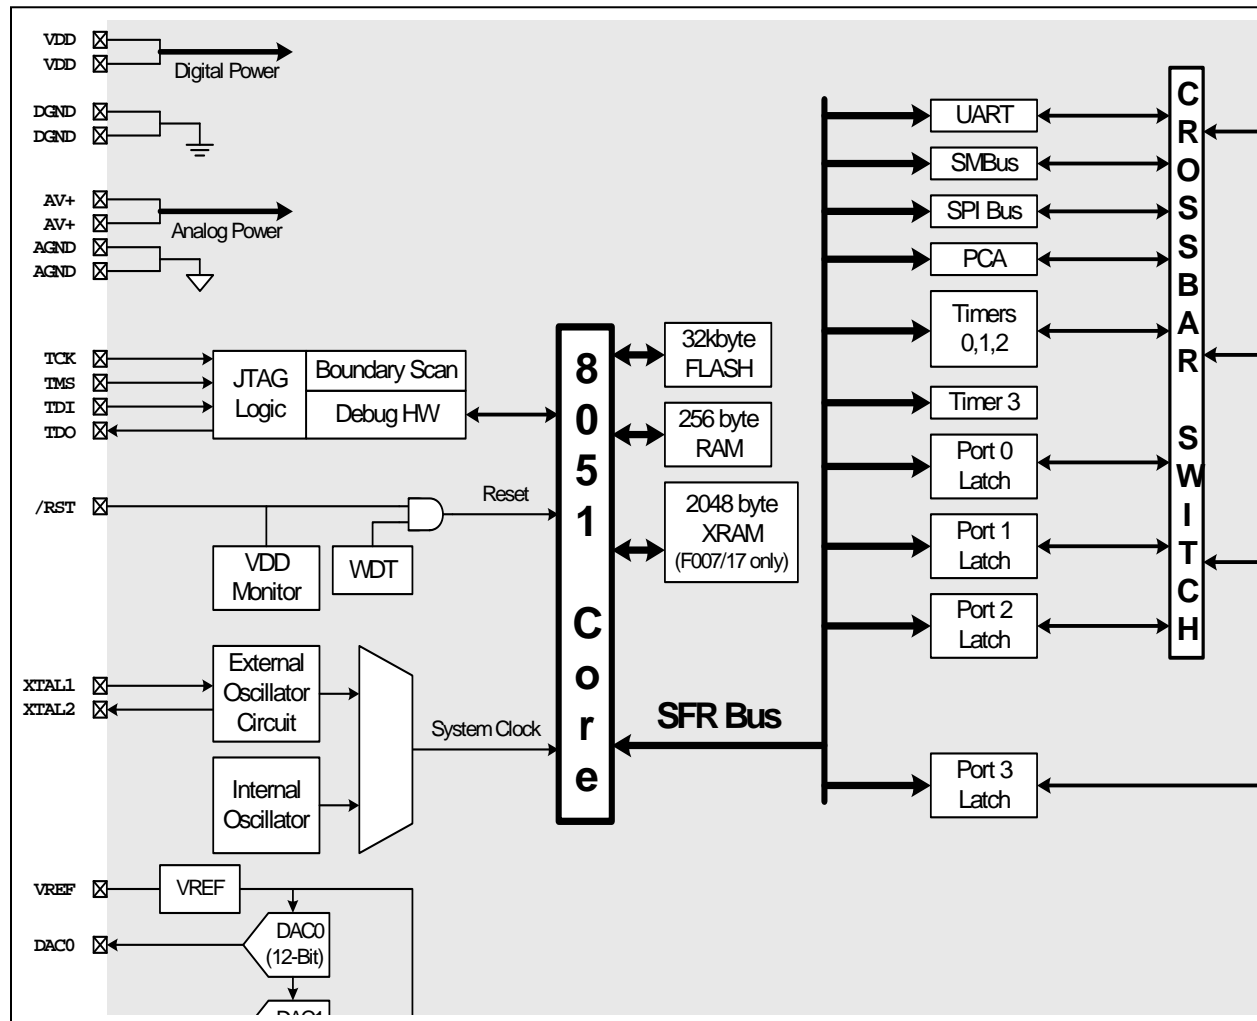 VDD
VDD
Digital Power
DGND
DGND
AV+
AV+
Analog Power
AGND
AGND
TCK
TMS
TDI
TDO
JTAG
Logic
Boundary Scan
Debug HW
/RST
VDD
Monitor
WDT
Reset
XTAL1
XTAL2
External
Oscillator
Circuit
Internal
Oscillator
System Clock
VREF
VREF
DAC0
DAC0
(12-Bit)
DAC1
8051 Core
32kbyte
FLASH
256 byte
RAM
2048 byte
XRAM
(F007/17 only)
SFR Bus
UART
SMBus
SPI Bus
PCA
Timers
0,1,2
Timer 3
Port 0
Latch
Port 1
Latch
Port 2
Latch
Port 3
Latch
CROSSBAR SWITCH